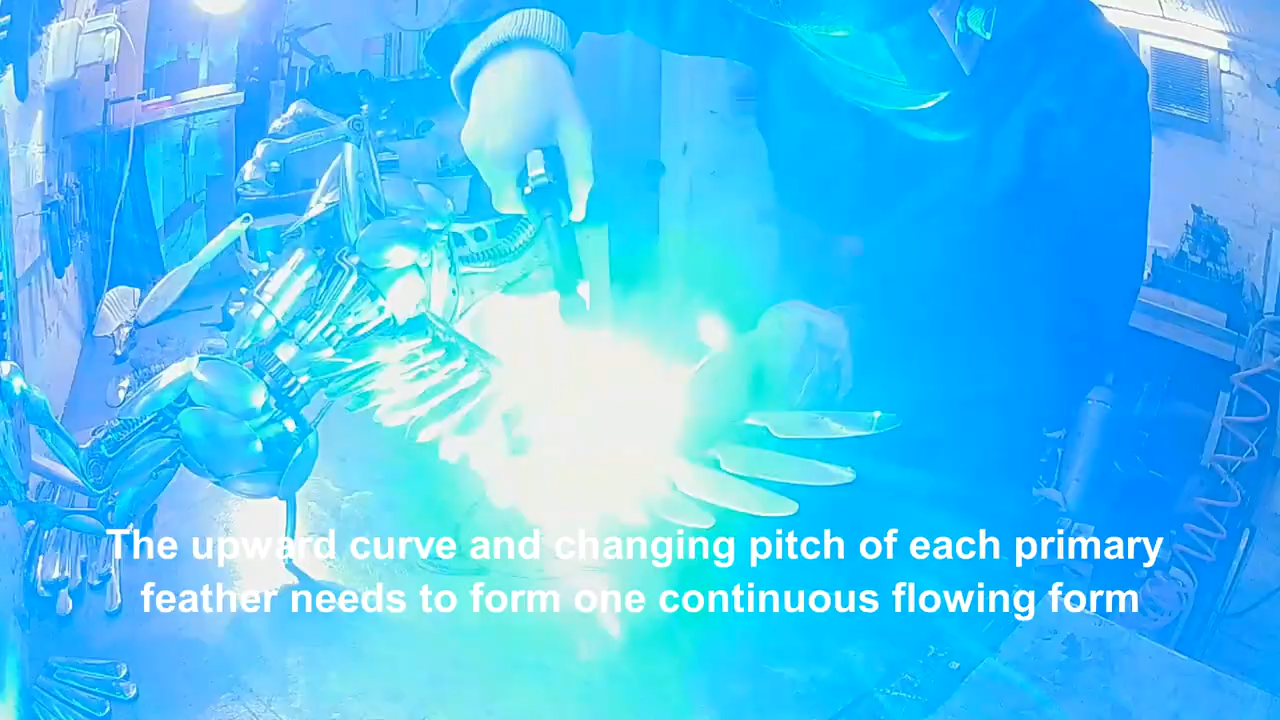 The upward curve and changing pitch of each primary
feather needs to form one continuous flowing form